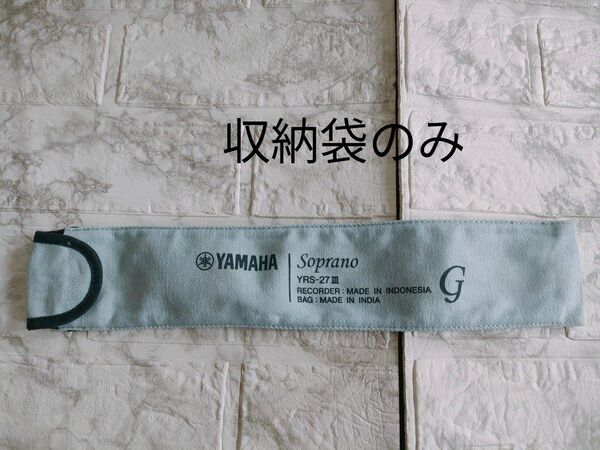 収納袋のみ
YAMAHA
Soprano
YRS-27Ⅲ
RECORDER : MADE IN INDONESIA
BAG : MADE IN INDIA
G